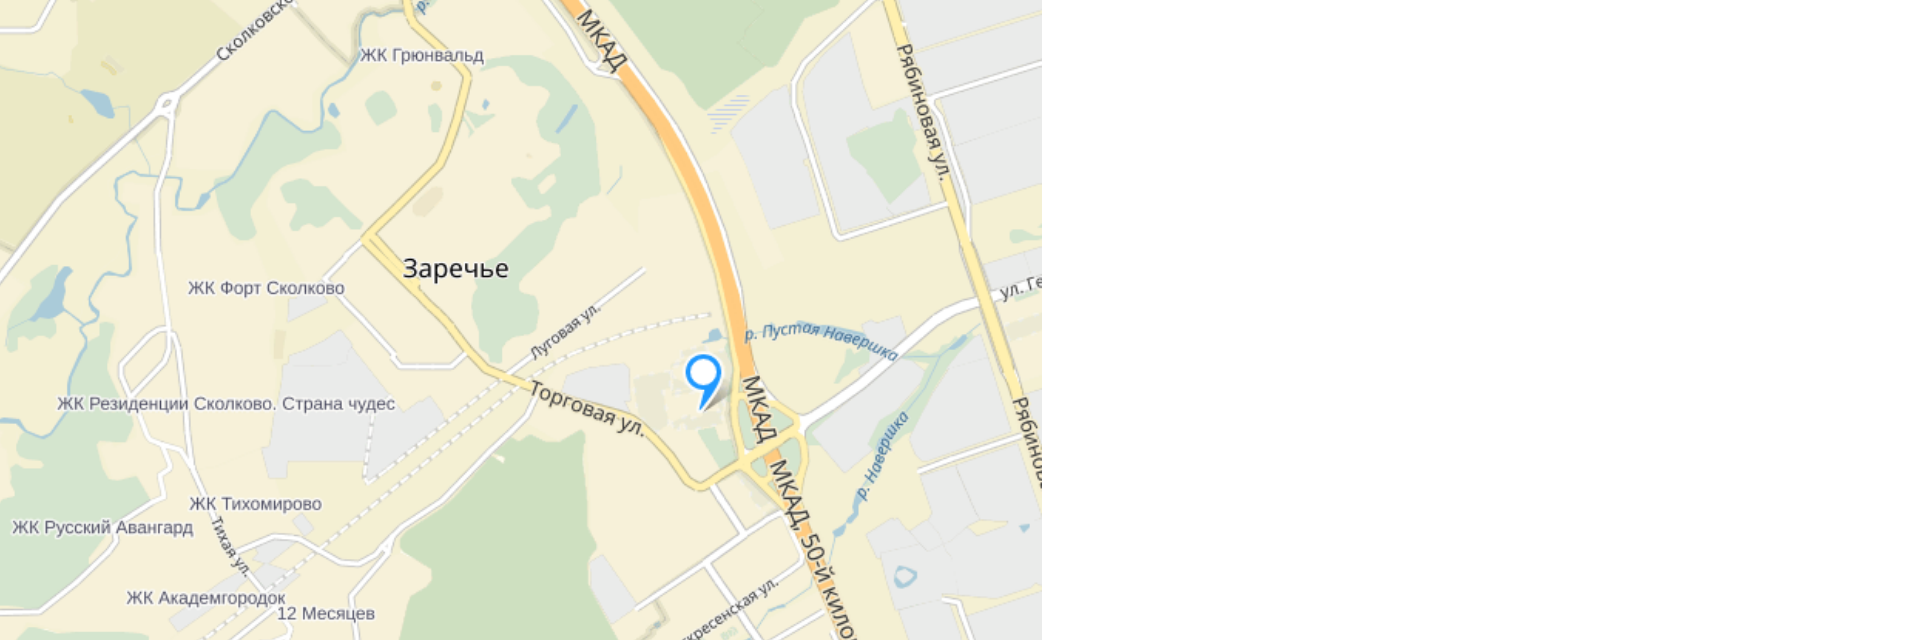 р.
Сколковско
МКАД
ЖК Грюнвальд
Рябиновая ул.
Заречье
ЖК Форт Сколково
ул. Ге
Луговая ул.
р. Пустая Навершка
МКАД
Торговая ул.
ЖК Резиденции Сколково. Страна чудес
Рябинов
р. Навершка
МКАД, 50-й кило
ЖК Тихомирово
ЖК Русский Авангард
Тихая ул.
ЖК Академгородок
12 Месяцев
кресенская ул.